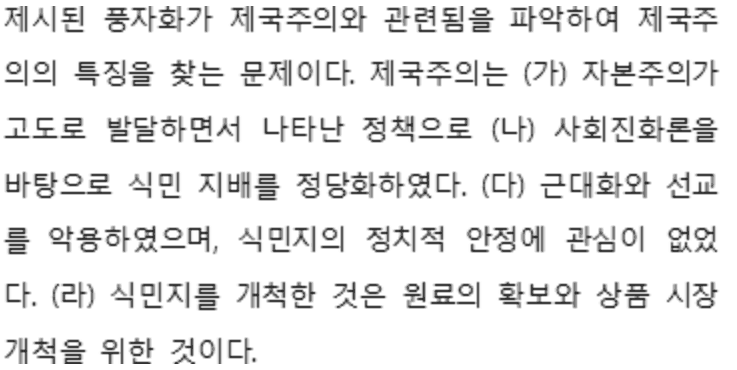 제시된 풍자화가 제국주의와 관련됨을 파악하여 제국주
의의 특징을 찾는 문제이다. 제국주의는 (가) 자본주의가
고도로 발달하면서 나타난 정책으로 (나) 사회진화론을
바탕으로 식민 지배를 정당화하였다. (다) 근대화와 선교
를 악용하였으며, 식민지의 정치적 안정에 관심이 없었
다. (라) 식민지를 개척한 것은 원료의 확보와 상품 시장
개척을 위한 것이다.